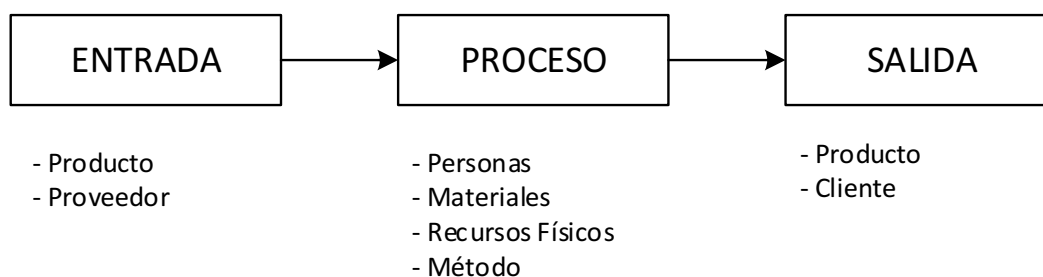 ENTRADA
PROCESO
SALIDA
- Producto
- Proveedor
- Personas
- Materiales
- Recursos Físicos
- Método
- Producto
- Cliente